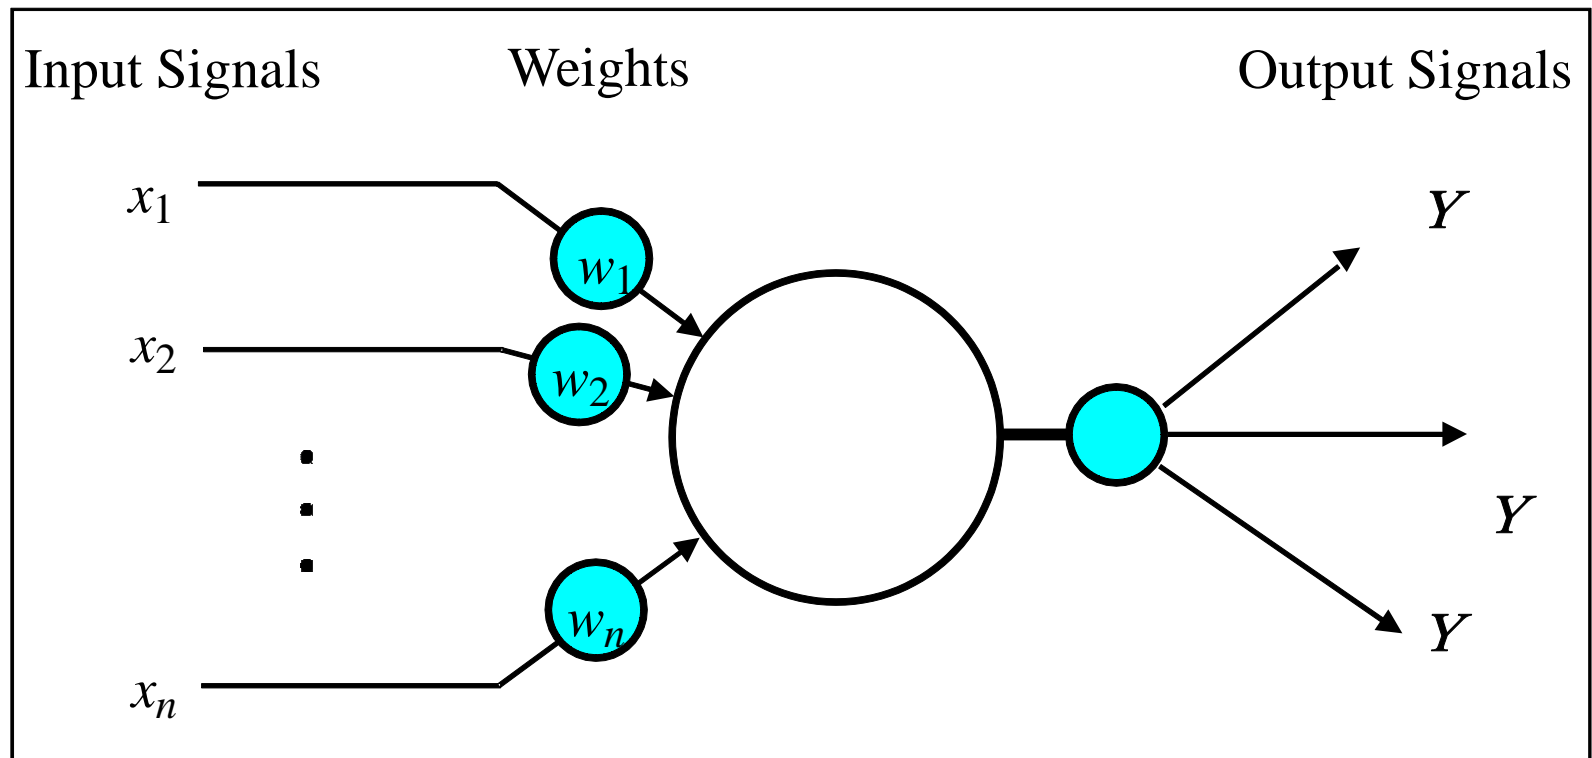 Input Signals Weights Output Signals
x₁
w₁
Y
x₂
w₂
Y
wₙ
Y
xₙ